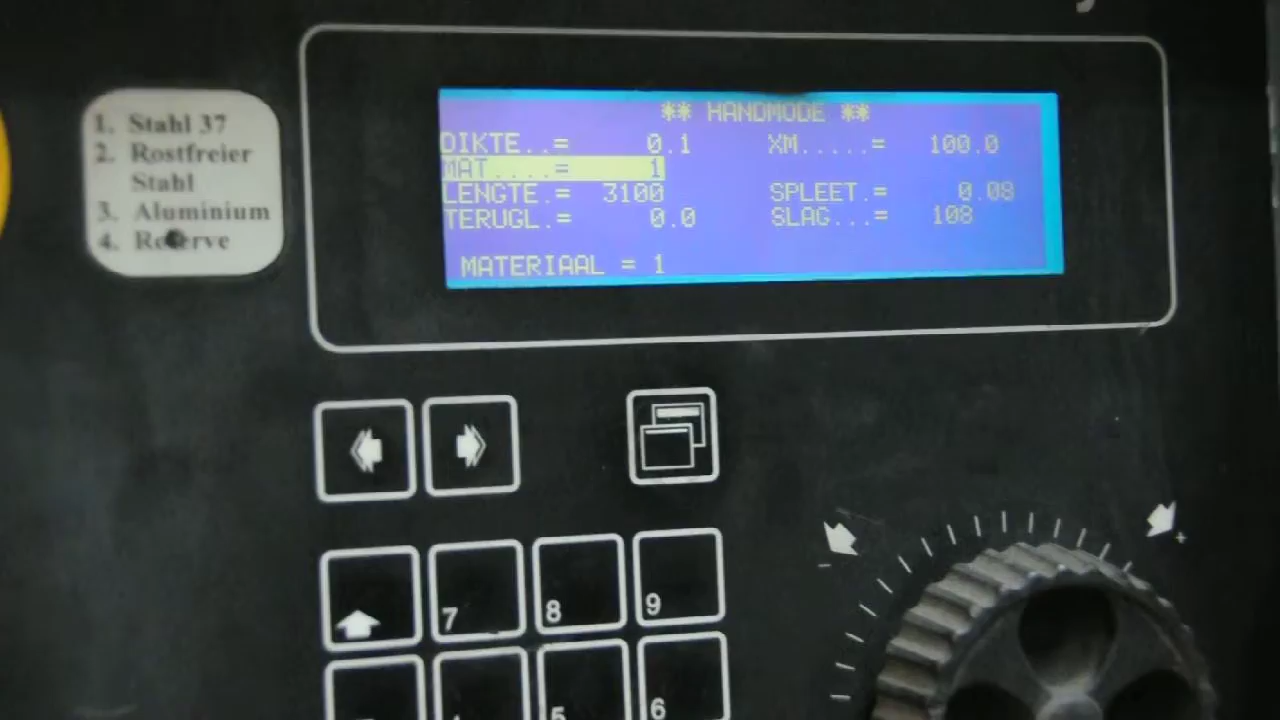 1. Stahl 37
2. Rostfreier
Stahl
3. Aluminium
4. Reserve
** HANDMODE **
DIKTE..= 0.1 XM.....= 100.0
MAT....= 1
LENGTE.= 3100 SPLEET.= 0.08
TERUGL.= 0.0 SLAG...= 108
MATERIAAL = 1
- +
7 8 9
5 6